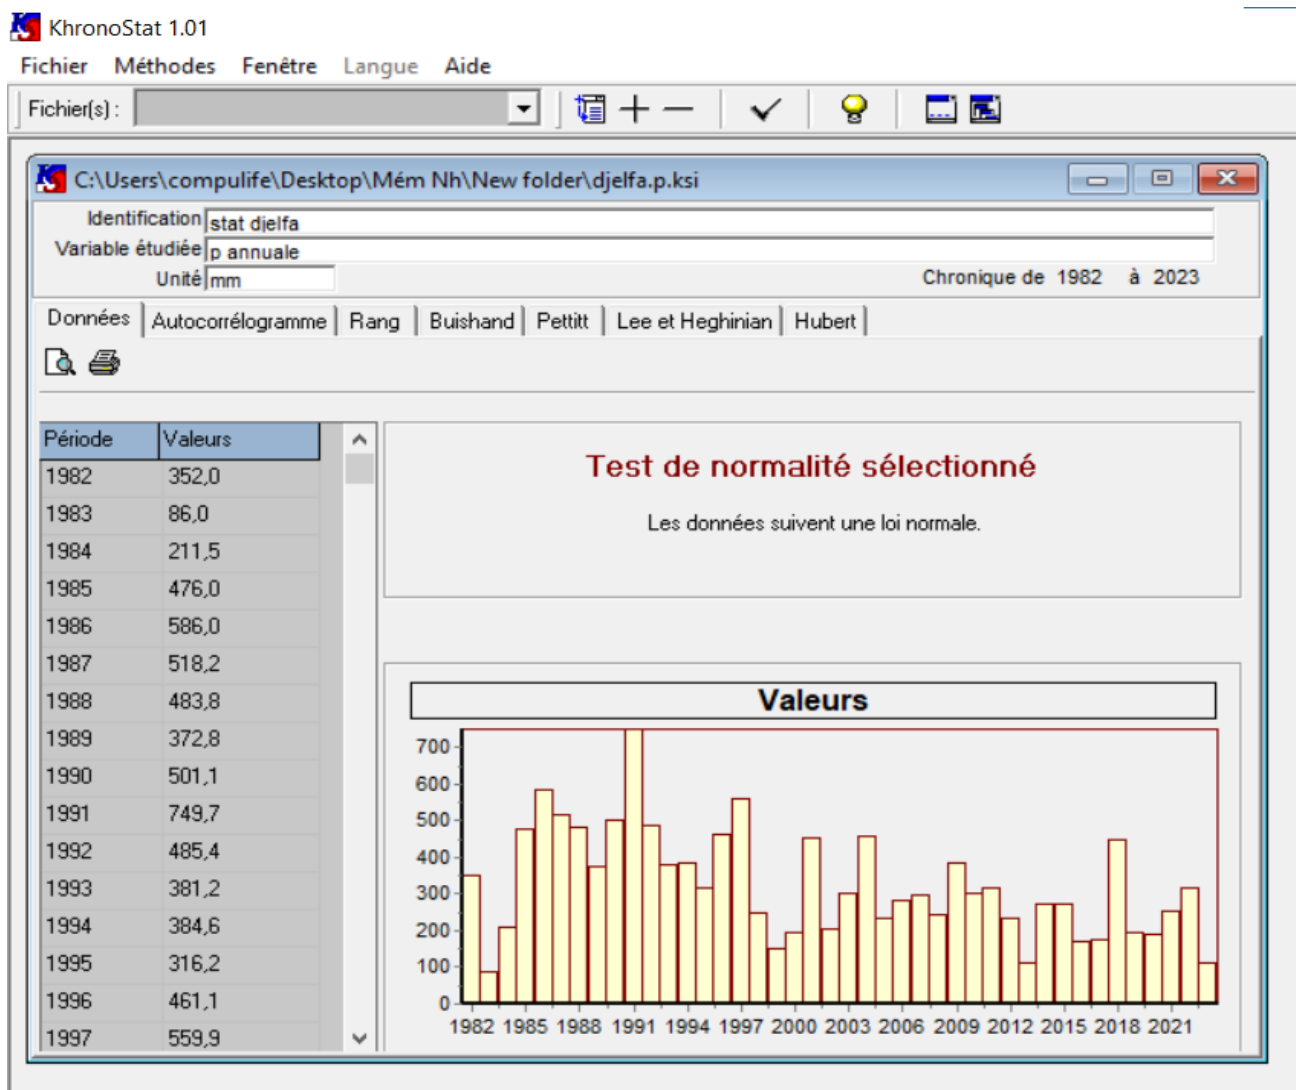 KhronoStat 1.01
Fichier Méthodes Fenêtre Langue Aide
Fichier(s) :
C:\Users\compulife\Desktop\Mém Nh\New folder\djelfa.p.ksi
Identification stat djelfa
Variable étudiée p annuale
Unité mm Chronique de 1982 à 2023
Données Autocorrélogramme Rang Buishand Pettitt Lee et Heghinian Hubert
Période Valeurs
1982 352,0
1983 86,0
1984 211,5
1985 476,0
1986 586,0
1987 518,2
1988 483,8
1989 372,8
1990 501,1
1991 749,7
1992 485,4
1993 381,2
1994 384,6
1995 316,2
1996 461,1
1997 559,9
Test de normalité sélectionné
Les données suivent une loi normale.
Valeurs
700
600
500
400
300
200
100
0
1982 1985 1988 1991 1994 1997 2000 2003 2006 2009 2012 2015 2018 2021